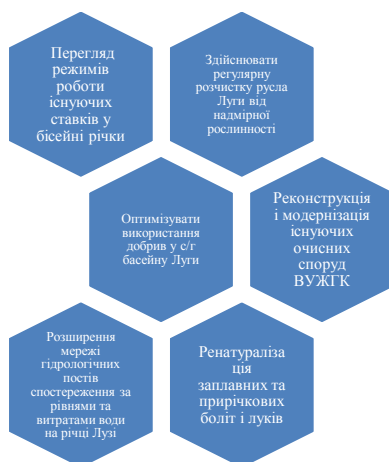 Перегляд
режимів
роботи
існуючих
ставків у
бісейні річки
Здійснювати
регулярну
розчистку русла
Луги від
надмірної
рослинності
Оптимізувати
використання
добрив у с/г
басейну Луги
Реконструкція
і модернізація
існуючих
очисних
споруд
ВУЖГК
Розширення
мережі
гідрологічних
постів
спостереження за
рівнями та
витратами води
на річці Лузі
Ренатураліза
ція
заплавних та
прирічкових
боліт і луків